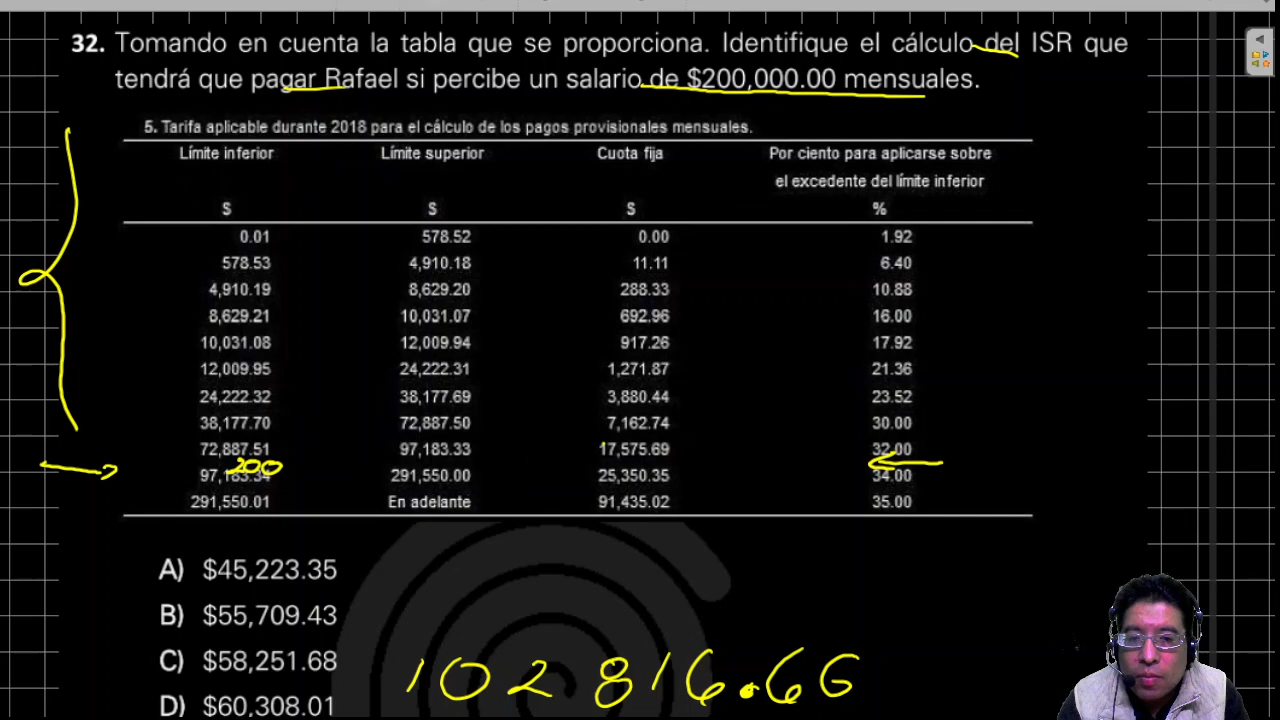 32. Tomando en cuenta la tabla que se proporciona. Identifique el cálculo del ISR que
tendrá que pagar Rafael si percibe un salario de $200,000.00 mensuales.
5. Tarifa aplicable durante 2018 para el cálculo de los pagos provisionales mensuales.
Límite inferior Límite superior Cuota fija Por ciento para aplicarse sobre
el excedente del límite inferior
$ $ $ %
0.01 578.52 0.00 1.92
578.53 4,910.18 11.11 6.40
4,910.19 8,629.20 288.33 10.88
8,629.21 10,031.07 692.96 16.00
10,031.08 12,009.94 917.26 17.92
12,009.95 24,222.31 1,271.87 21.36
24,222.32 38,177.69 3,880.44 23.52
38,177.70 72,887.50 7,162.74 30.00
72,887.51 97,183.33 17,575.69 32.00
200
97,183.34 291,550.00 25,350.35 34.00
291,550.01 En adelante 91,435.02 35.00
A) $45,223.35
B) $55,709.43
C) $58,251.68
D) $60,308.01
102 816.66